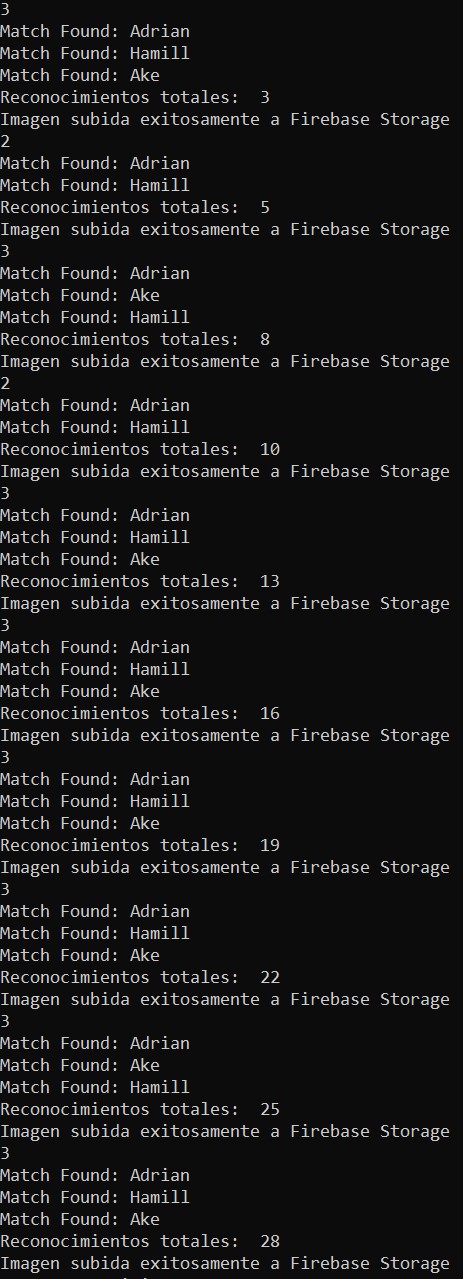 3
Match Found: Adrian
Match Found: Hamill
Match Found: Ake
Reconocimientos totales:  3
Imagen subida exitosamente a Firebase Storage
2
Match Found: Adrian
Match Found: Hamill
Reconocimientos totales:  5
Imagen subida exitosamente a Firebase Storage
3
Match Found: Adrian
Match Found: Ake
Match Found: Hamill
Reconocimientos totales:  8
Imagen subida exitosamente a Firebase Storage
2
Match Found: Adrian
Match Found: Hamill
Reconocimientos totales:  10
Imagen subida exitosamente a Firebase Storage
3
Match Found: Adrian
Match Found: Hamill
Match Found: Ake
Reconocimientos totales:  13
Imagen subida exitosamente a Firebase Storage
3
Match Found: Adrian
Match Found: Hamill
Match Found: Ake
Reconocimientos totales:  16
Imagen subida exitosamente a Firebase Storage
3
Match Found: Adrian
Match Found: Hamill
Match Found: Ake
Reconocimientos totales:  19
Imagen subida exitosamente a Firebase Storage
3
Match Found: Adrian
Match Found: Hamill
Match Found: Ake
Reconocimientos totales:  22
Imagen subida exitosamente a Firebase Storage
3
Match Found: Adrian
Match Found: Ake
Match Found: Hamill
Reconocimientos totales:  25
Imagen subida exitosamente a Firebase Storage
3
Match Found: Adrian
Match Found: Hamill
Match Found: Ake
Reconocimientos totales:  28
Imagen subida exitosamente a Firebase Storage